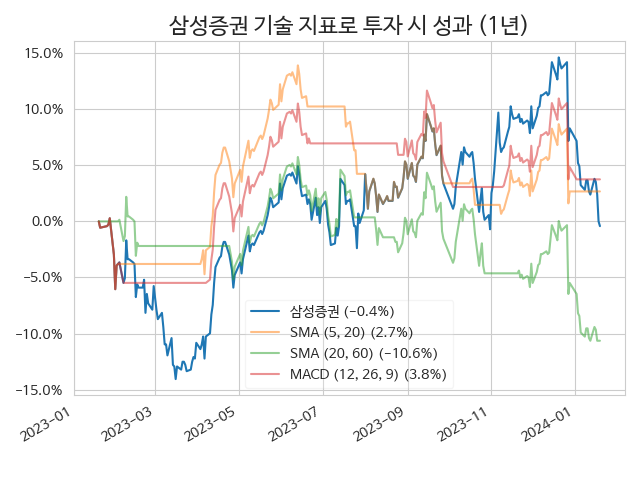 삼성증권 기술 지표로 투자 시 성과 (1년)
15.0%
10.0%
5.0%
0.0%
−5.0%
−10.0%
−15.0%
삼성증권 (−0.4%)
SMA (5, 20) (2.7%)
SMA (20, 60) (−10.6%)
MACD (12, 26, 9) (3.8%)
2023-01
2023-03
2023-05
2023-07
2023-09
2023-11
2024-01